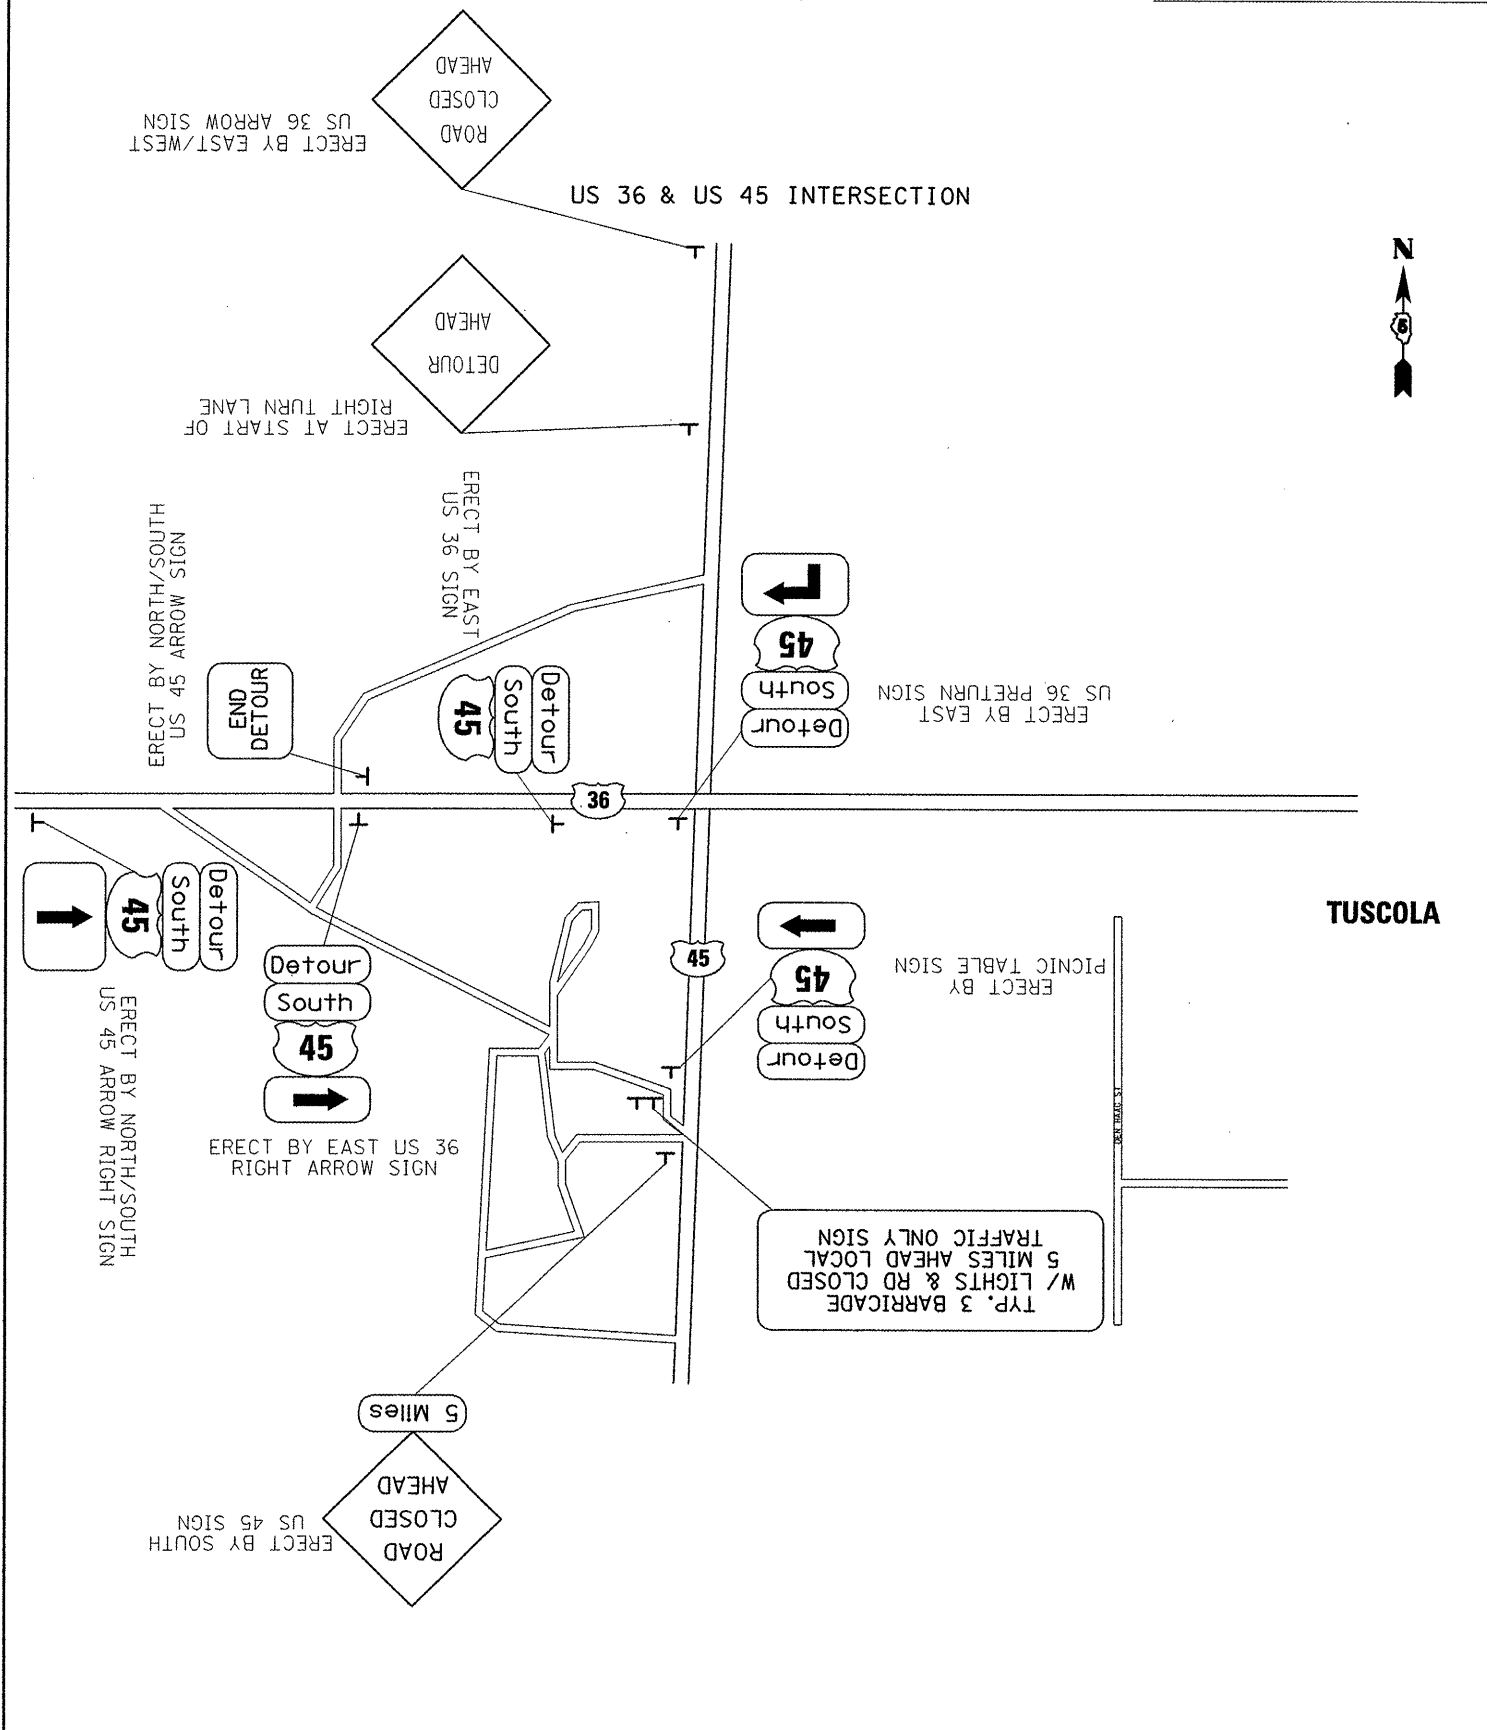 ROAD
CLOSED
AHEAD
ERECT BY EAST/WEST
US 36 ARROW SIGN
US 36 & US 45 INTERSECTION
N
5
DETOUR
AHEAD
ERECT AT START OF
RIGHT TURN LANE
ERECT BY NORTH/SOUTH
US 45 ARROW SIGN
END
DETOUR
ERECT BY EAST
US 36 SIGN
Detour
South
45
Detour
South
45
ERECT BY EAST
US 36 PRETURN SIGN
36
Detour
South
45
ERECT BY NORTH/SOUTH
US 45 ARROW RIGHT SIGN
Detour
South
45
ERECT BY EAST US 36
RIGHT ARROW SIGN
45
Detour
South
45
ERECT BY
PICNIC TABLE SIGN
TUSCOLA
DEN HAAG ST
TYP. 3 BARRICADE
W/ LIGHTS & RD CLOSED
5 MILES AHEAD LOCAL
TRAFFIC ONLY SIGN
ROAD
CLOSED
AHEAD
5 Miles
ERECT BY SOUTH
US 45 SIGN